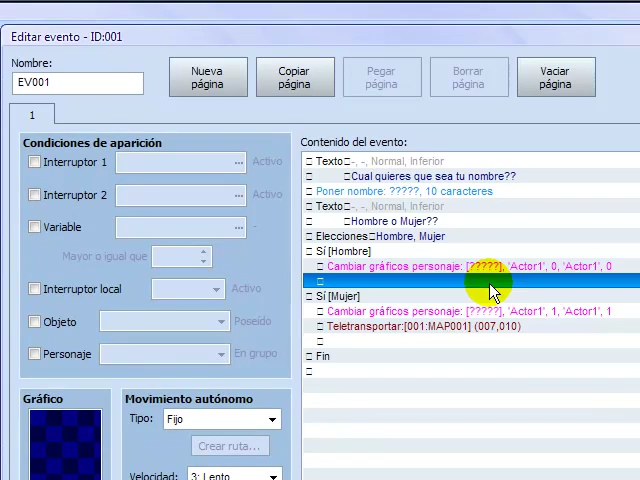 Editar evento - ID:001
Nombre:
EV001
Nueva página
Copiar página
Pegar página
Borrar página
Vaciar página
1
Condiciones de aparición
Interruptor 1 ... Activo
Interruptor 2 ... Activo
Variable ... -
Mayor o igual que
Interruptor local Activo
Objeto Poseído
Personaje En grupo
Gráfico
Movimiento autónomo
Tipo: Fijo
Crear ruta...
Velocidad: 3: Lento
Contenido del evento:
Texto -, -, Normal, Inferior
Cual quieres que sea tu nombre??
Poner nombre: ?????, 10 caracteres
Texto -, -, Normal, Inferior
Hombre o Mujer??
Elecciones Hombre, Mujer
Sí [Hombre]
Cambiar gráficos personaje: [?????], 'Actor1', 0, 'Actor1', 0
Sí [Mujer]
Cambiar gráficos personaje: [?????], 'Actor1', 1, 'Actor1', 1
Teletransportar:[001:MAP001] (007,010)
Fin